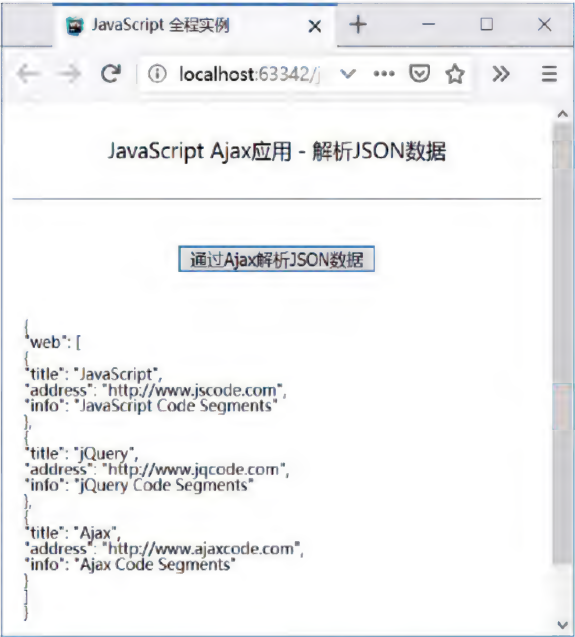 JavaScript 全程实例
localhost:63342/j
JavaScript Ajax应用 - 解析JSON数据
通过Ajax解析JSON数据
{
"web": [
{
"title": "JavaScript",
"address": "http://www.jscode.com",
"info": "JavaScript Code Segments"
},
{
"title": "jQuery",
"address": "http://www.jqcode.com",
"info": "jQuery Code Segments"
},
{
"title": "Ajax",
"address": "http://www.ajaxcode.com",
"info": "Ajax Code Segments"
}
]
}